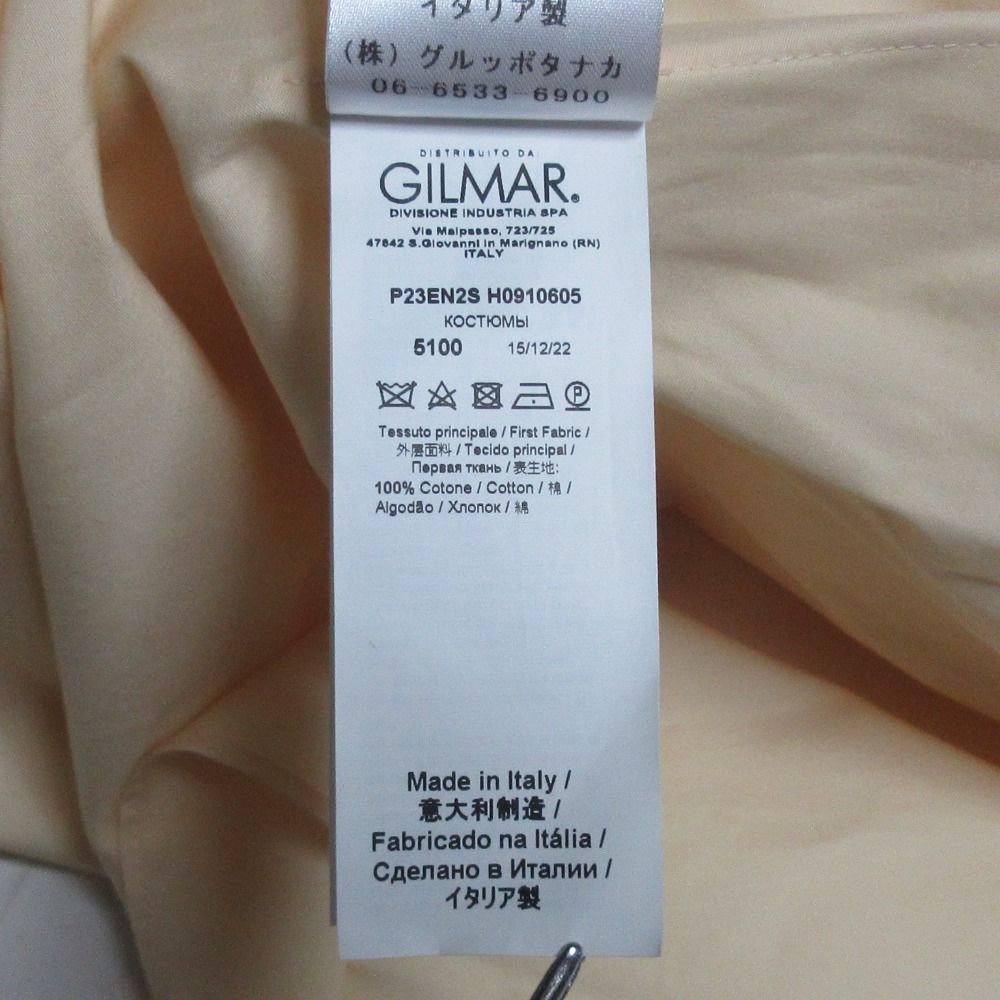 イタリア製
(株)グルッポタナカ
06-6533-6900
DISTRIBUITO DA:
GILMAR®
DIVISIONE INDUSTRIA SPA
Via Malpasso, 723/725
47842 S.Giovanni in Marignano (RN)
ITALY
P23EN2S H0910605
КОСТЮМЫ
5100 15/12/22
P
Tessuto principale / First Fabric /
外层面料 / Tecido principal /
Первая ткань / 表生地:
100% Cotone / Cotton / 棉 /
Algodão / Хлопок / 綿
Made in Italy /
意大利制造 /
Fabricado na Itália /
Сделано в Италии /
イタリア製